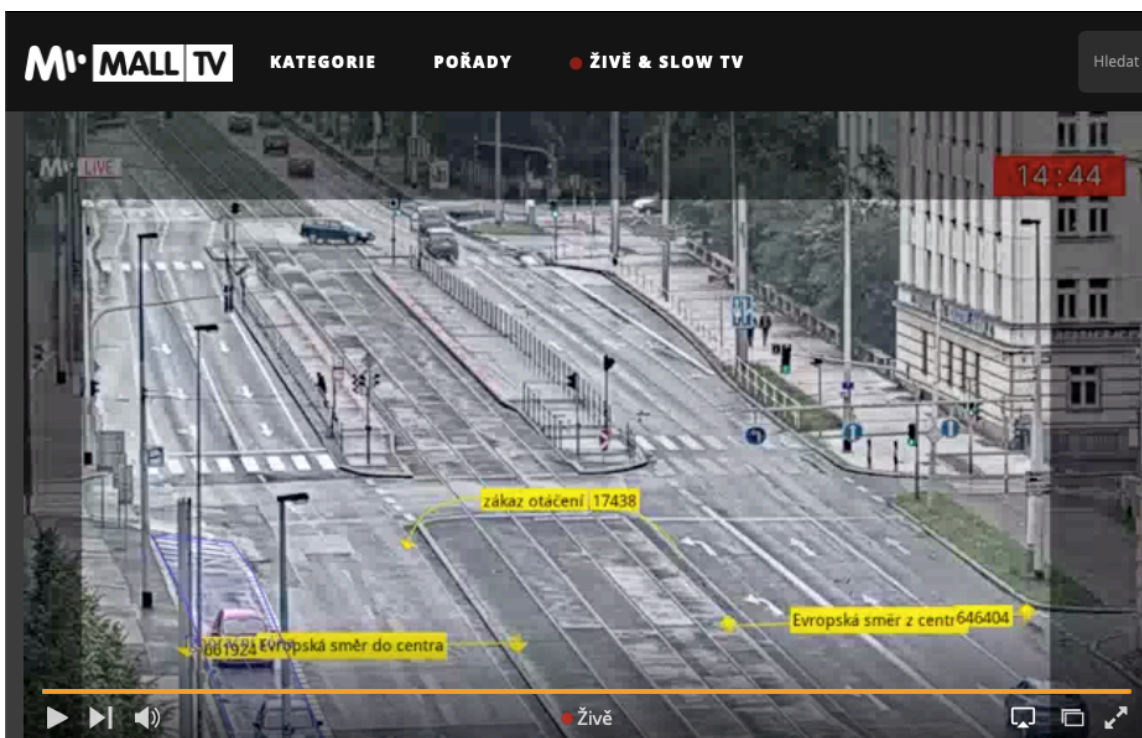 MALL TV
KATEGORIE
POŘADY
ŽIVĚ & SLOW TV
Hledat
LIVE
14:44
zákaz otáčení 17438
Evropská směr z centr 646404
661924 Evropská směr do centra
Živě